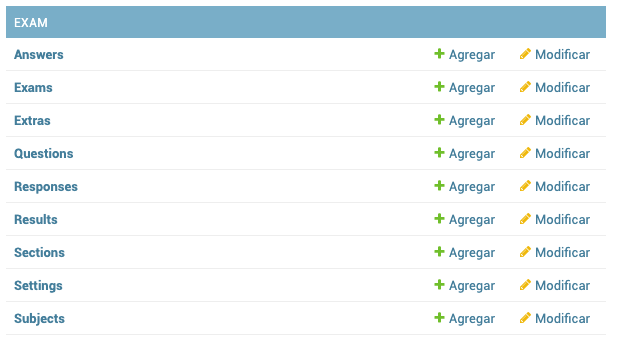 EXAM
Answers Agregar Modificar
Exams Agregar Modificar
Extras Agregar Modificar
Questions Agregar Modificar
Responses Agregar Modificar
Results Agregar Modificar
Sections Agregar Modificar
Settings Agregar Modificar
Subjects Agregar Modificar